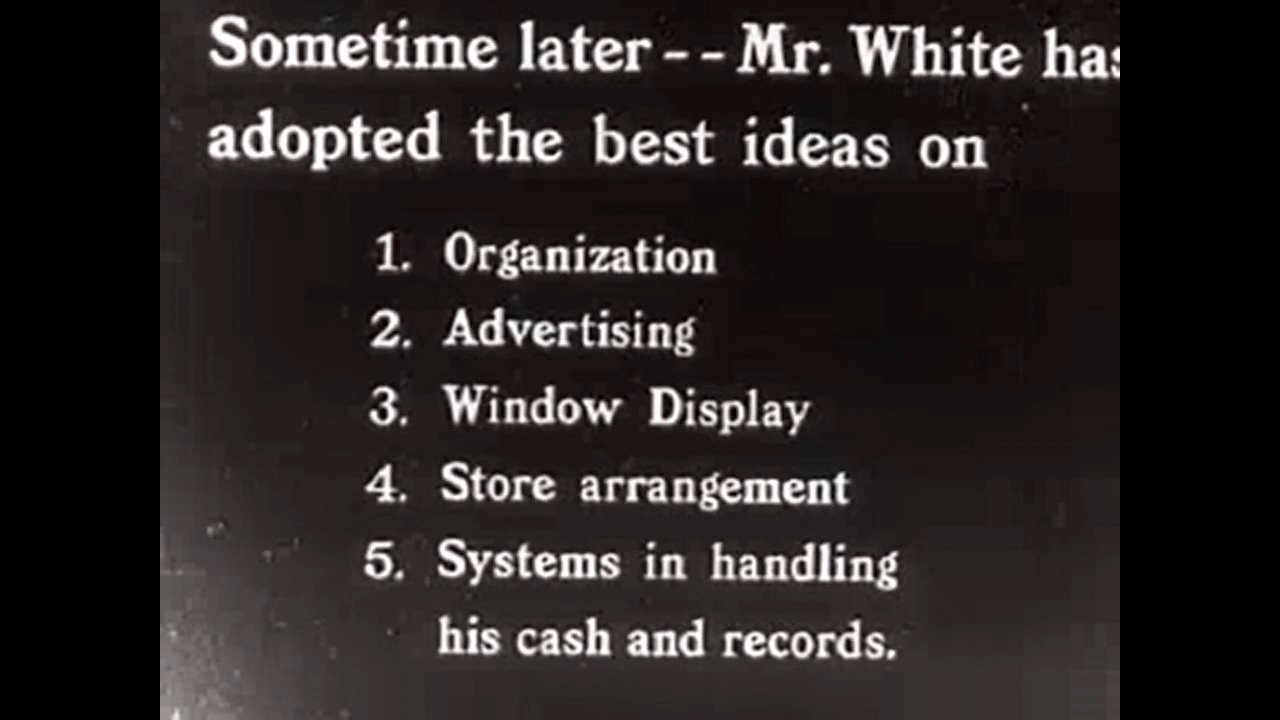 Sometime later -- Mr. White has
adopted the best ideas on
1. Organization
2. Advertising
3. Window Display
4. Store arrangement
5. Systems in handling
his cash and records.